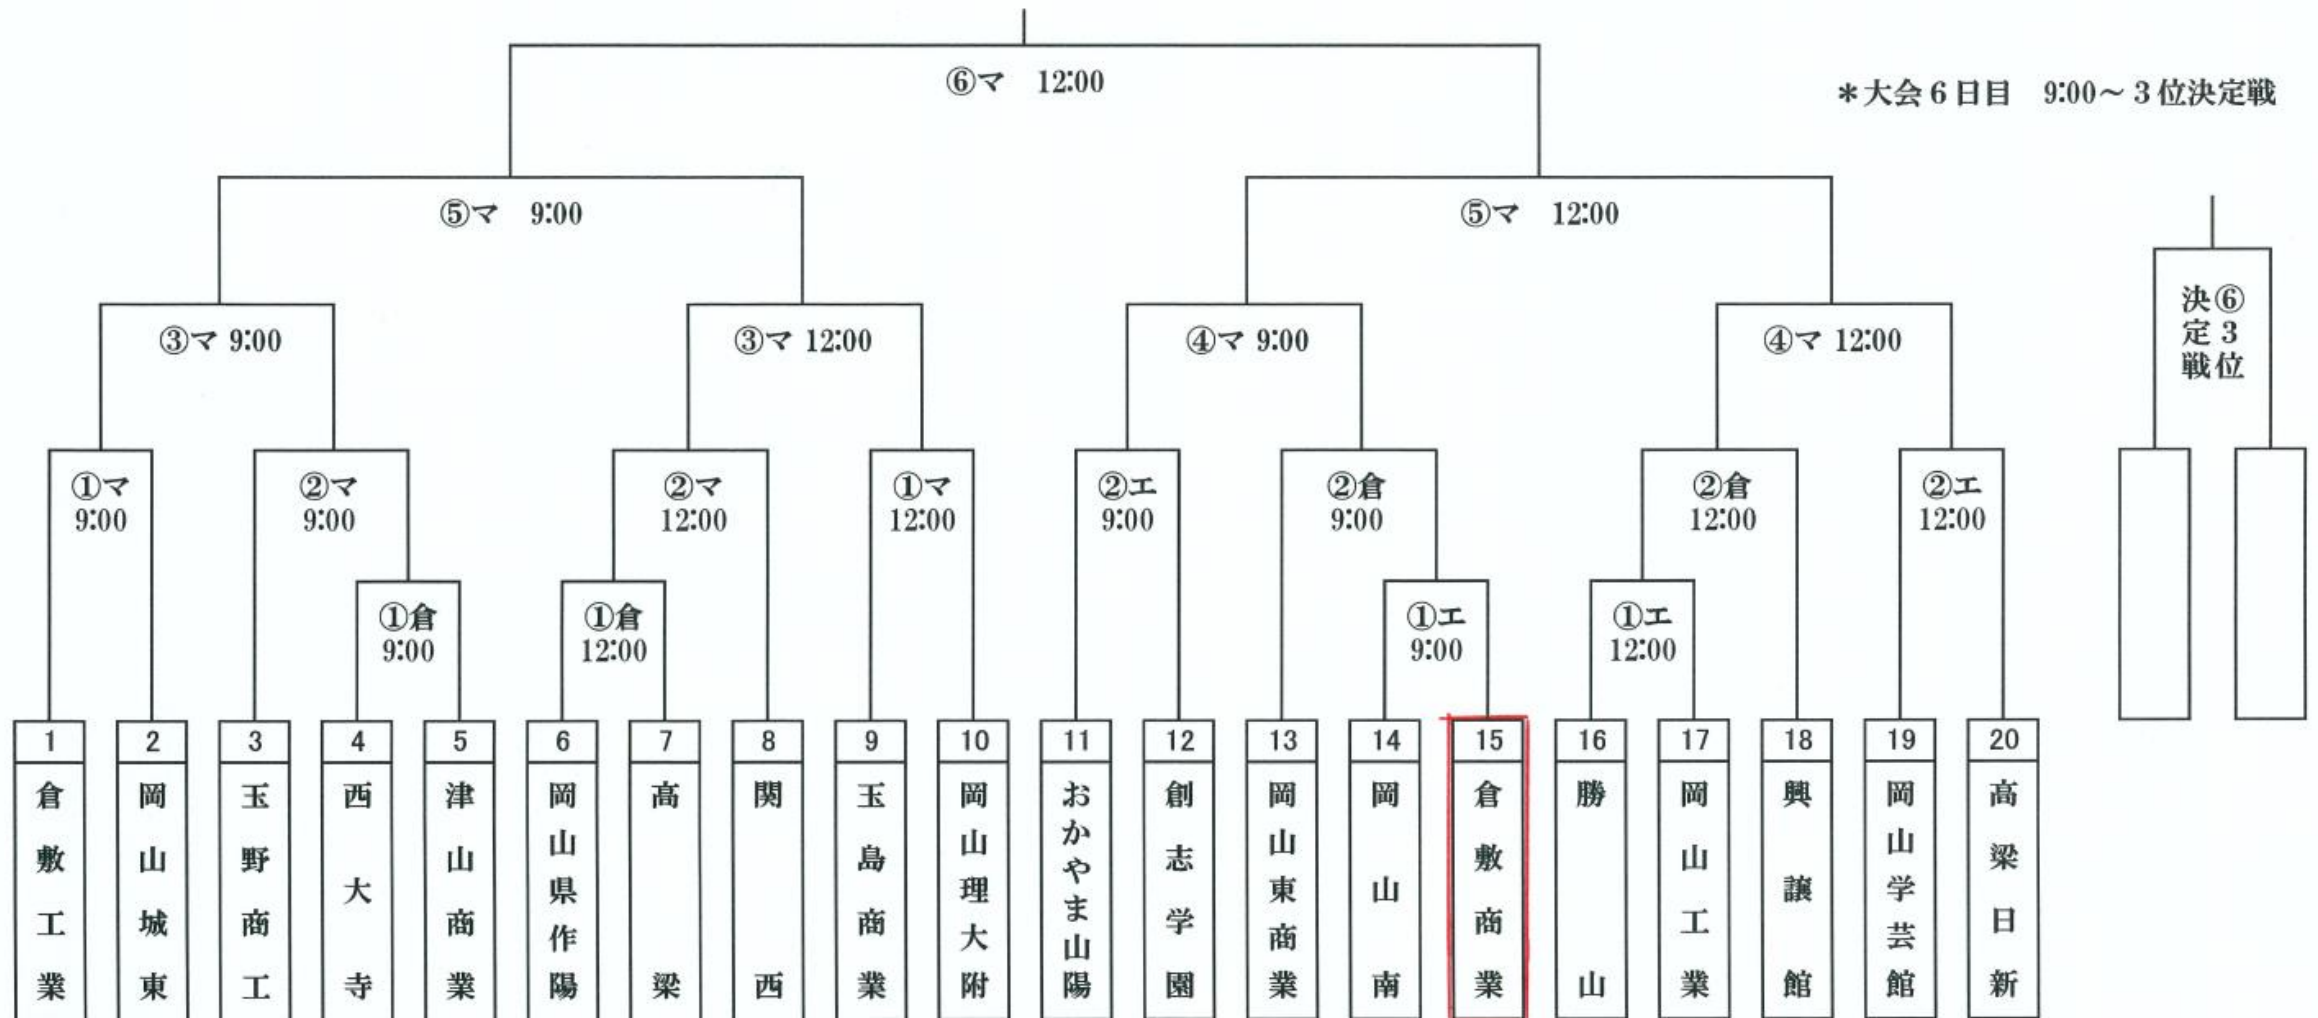 ⑥マ 12:00
＊大会６日目 9:00～３位決定戦
⑤マ 9:00
⑤マ 12:00
⑥３位
決定戦
③マ 9:00
③マ 12:00
④マ 9:00
④マ 12:00
①マ
9:00
②マ
9:00
②マ
12:00
①マ
12:00
②エ
9:00
②倉
9:00
②倉
12:00
②エ
12:00
①倉
9:00
①倉
12:00
①エ
9:00
①エ
12:00
1
倉敷工業
2
岡山城東
3
玉野商工
4
西大寺
5
津山商業
6
岡山県作陽
7
高梁
8
関西
9
玉島商業
10
岡山理大附
11
おかやま山陽
12
創志学園
13
岡山東商業
14
岡山南
15
倉敷商業
16
勝山
17
岡山工業
18
興譲館
19
岡山学芸館
20
高梁日新